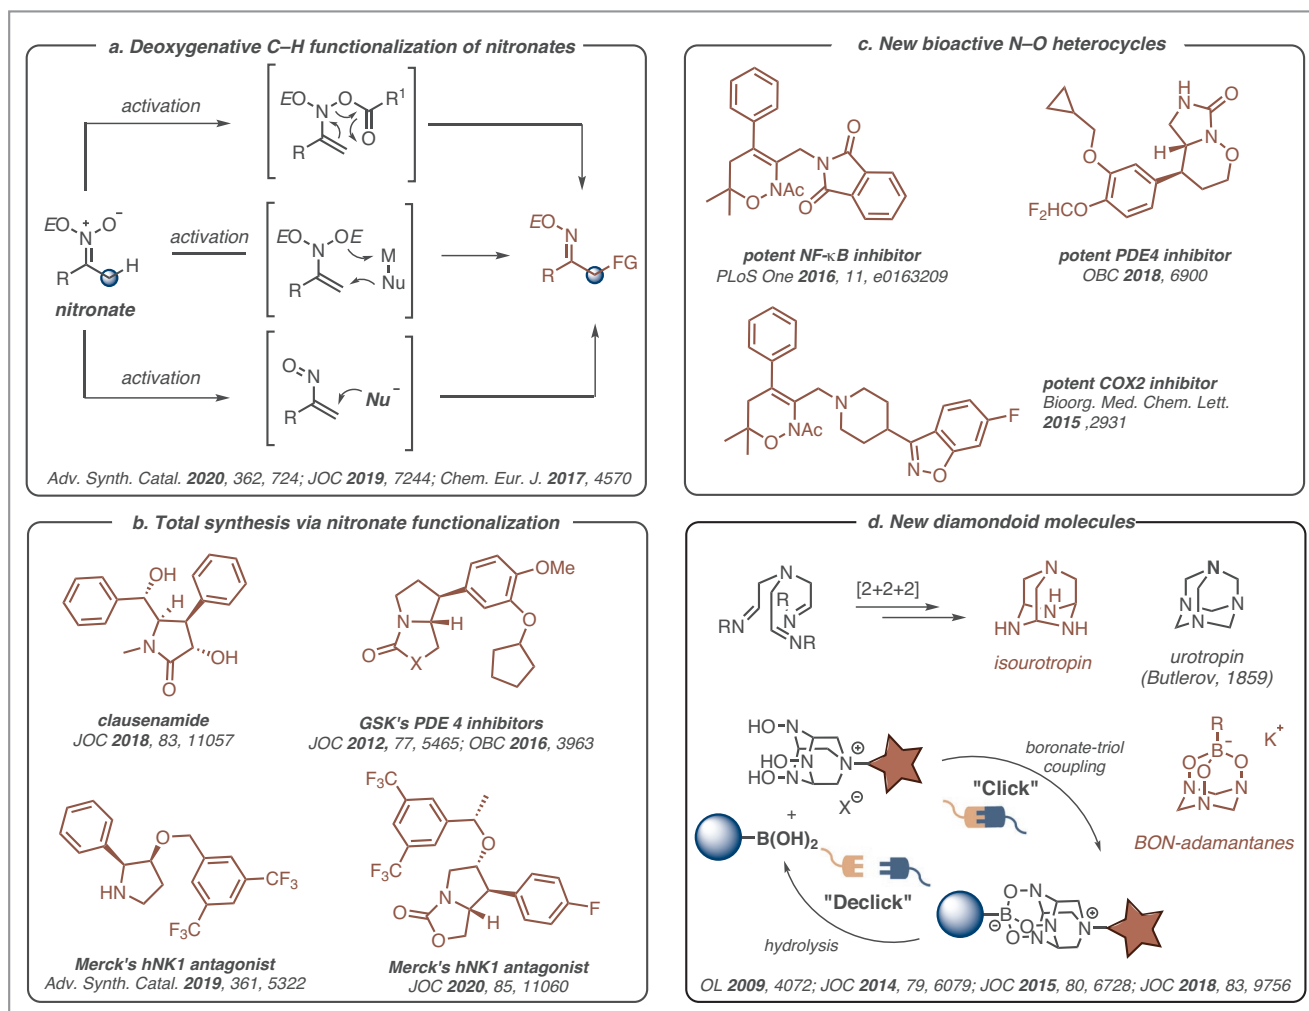 a. Deoxygenative C–H functionalization of nitronates
activation
EO
N
O
R1
O
R
EO
N+
O−
R
H
nitronate
activation
EO
N
OE
M
Nu
R
EO
N
R
FG
activation
O
N
R
Nu−
Adv. Synth. Catal. 2020, 362, 724; JOC 2019, 7244; Chem. Eur. J. 2017, 4570
c. New bioactive N–O heterocycles
O
N
O
NAc
O
potent NF-κB inhibitor
PLoS One 2016, 11, e0163209
H
N
O
N
O
H
O
F2HCO
potent PDE4 inhibitor
OBC 2018, 6900
N
NAc
O
F
N
O
potent COX2 inhibitor
Bioorg. Med. Chem. Lett.
2015 ,2931
b. Total synthesis via nitronate functionalization
OH
H
N
OH
O
clausenamide
JOC 2018, 83, 11057
OMe
O
N
H
O
X
GSK's PDE 4 inhibitors
JOC 2012, 77, 5465; OBC 2016, 3963
O
NH
CF3
F3C
Merck's hNK1 antagonist
Adv. Synth. Catal. 2019, 361, 5322
F3C
F3C
O
N
O
H
F
O
Merck's hNK1 antagonist
JOC 2020, 85, 11060
d. New diamondoid molecules
N
R
N
RN
NR
[2+2+2]
N
H
N
HN
NH
isourotropin
N
N
N
N
urotropin
(Butlerov, 1859)
HO
N
HO
N
HO
N
N
⊕
X⊖
+
B(OH)2
"Click"
boronate-triol
coupling
R
B−
O
O
O
N
N
N
K+
BON-adamantanes
"Declick"
hydrolysis
B
⊖
O
N
O
N
O
N
N
⊕
OL 2009, 4072; JOC 2014, 79, 6079; JOC 2015, 80, 6728; JOC 2018, 83, 9756